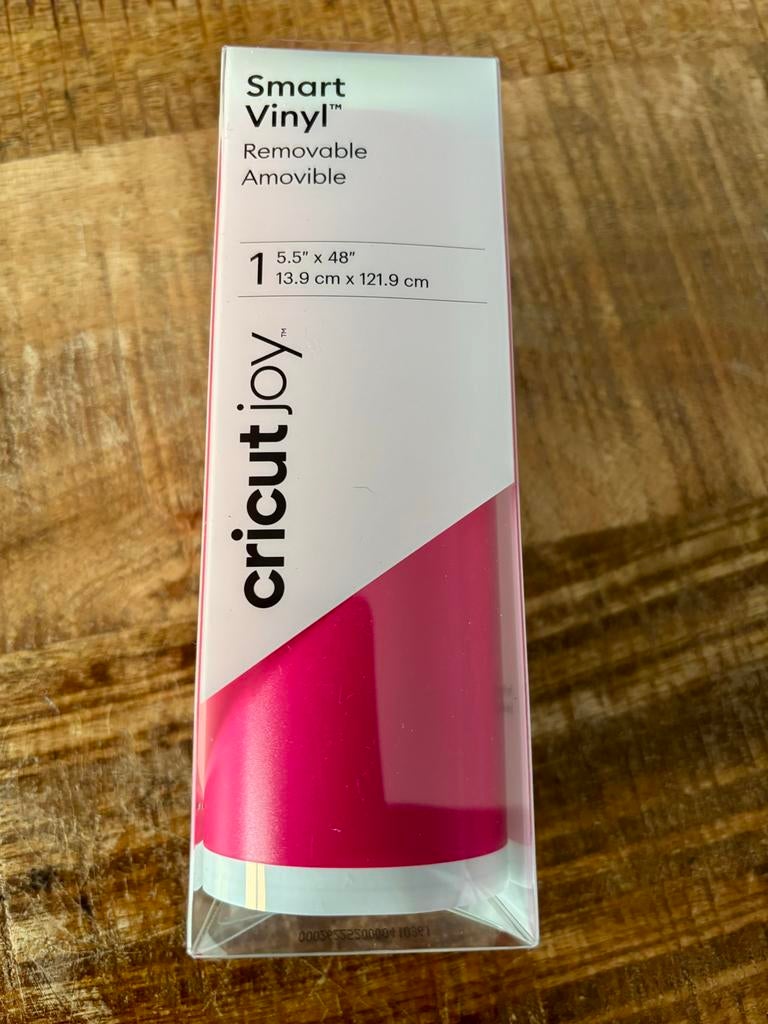 Smart
Vinyl™
Removable
Amovible
1 5.5" x 48"
13.9 cm x 121.9 cm
cricut joy™